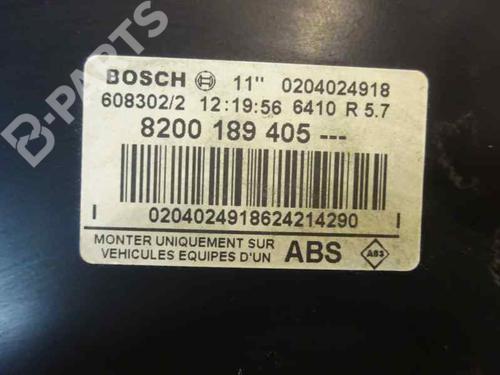 B-PARTS
BOSCH 11" 0204024918
608302/2 12:19:56 6410 R 5.7
8200 189 405 ---
I 0204024918624214290 I
MONTER UNIQUEMENT SUR
VEHICULES EQUIPES D'UN ABS